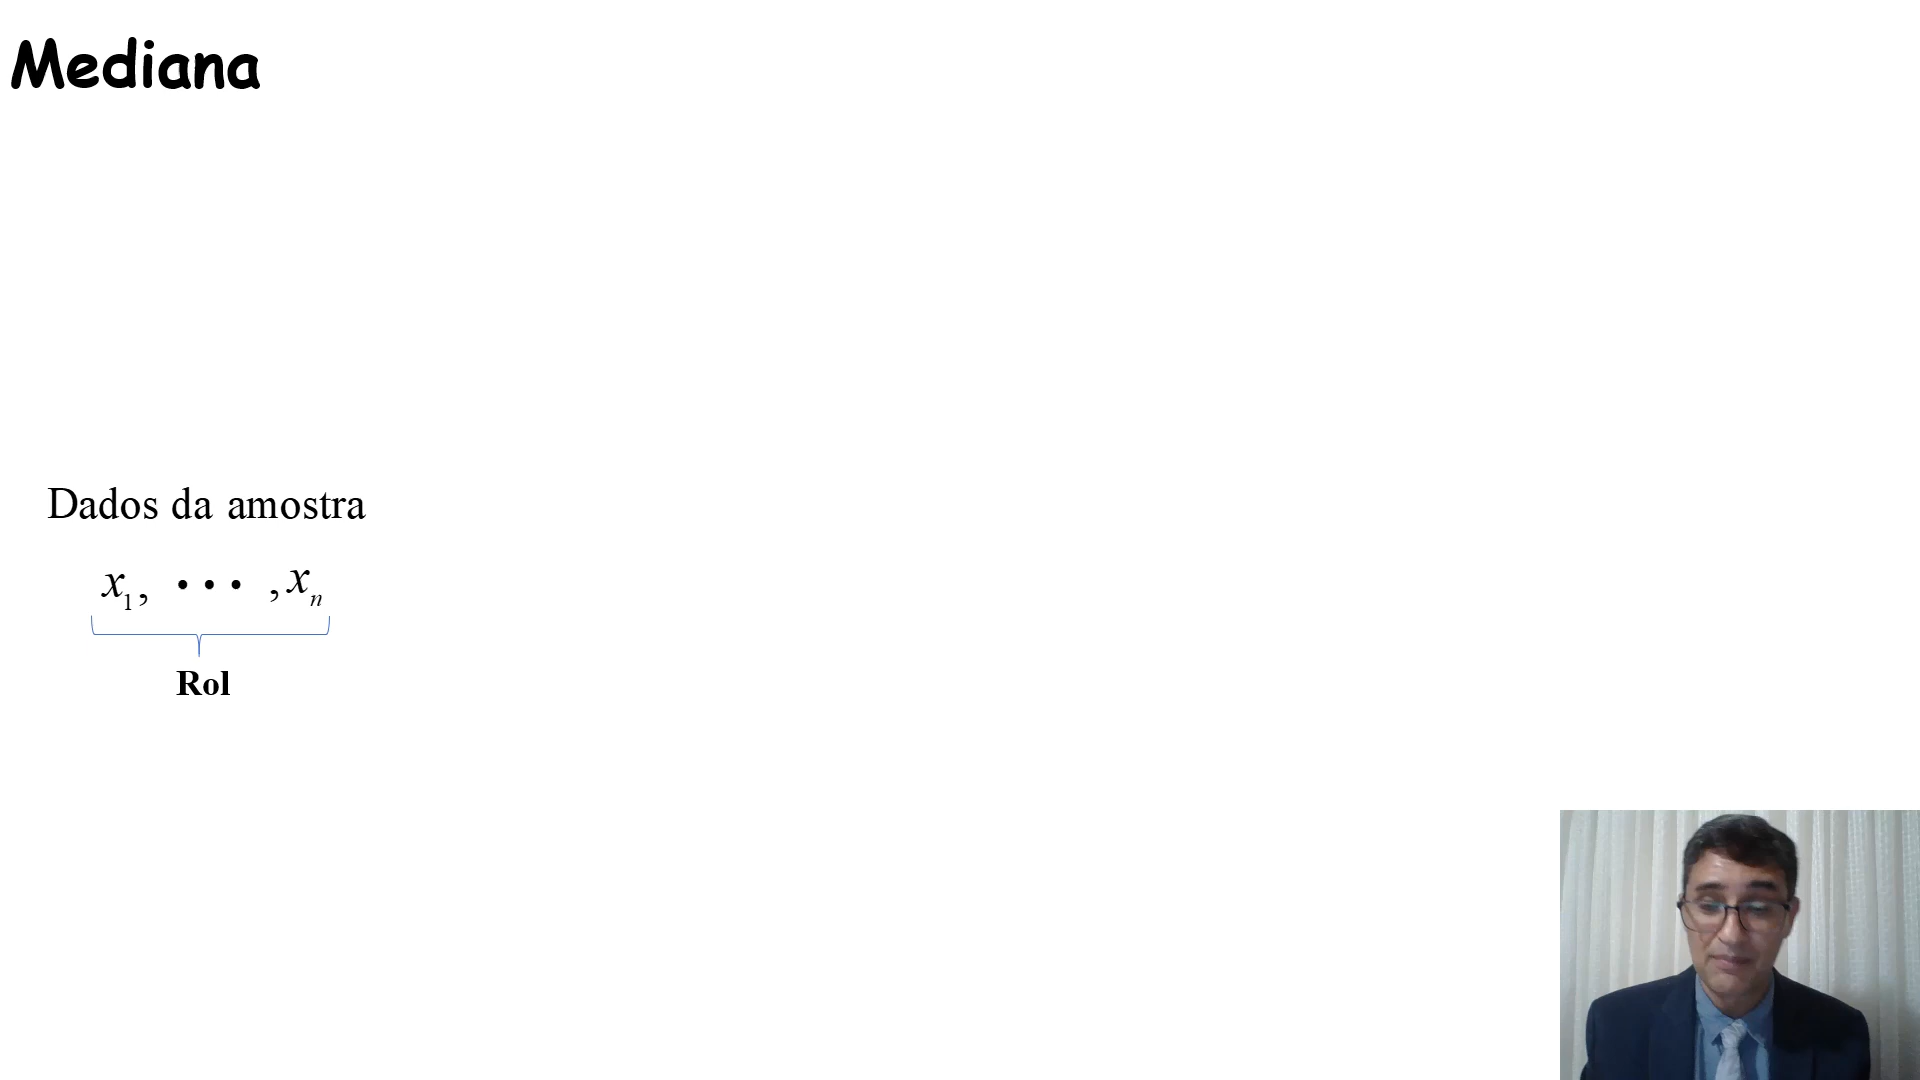 Mediana
Dados da amostra
x₁, • • • , xₙ
Rol